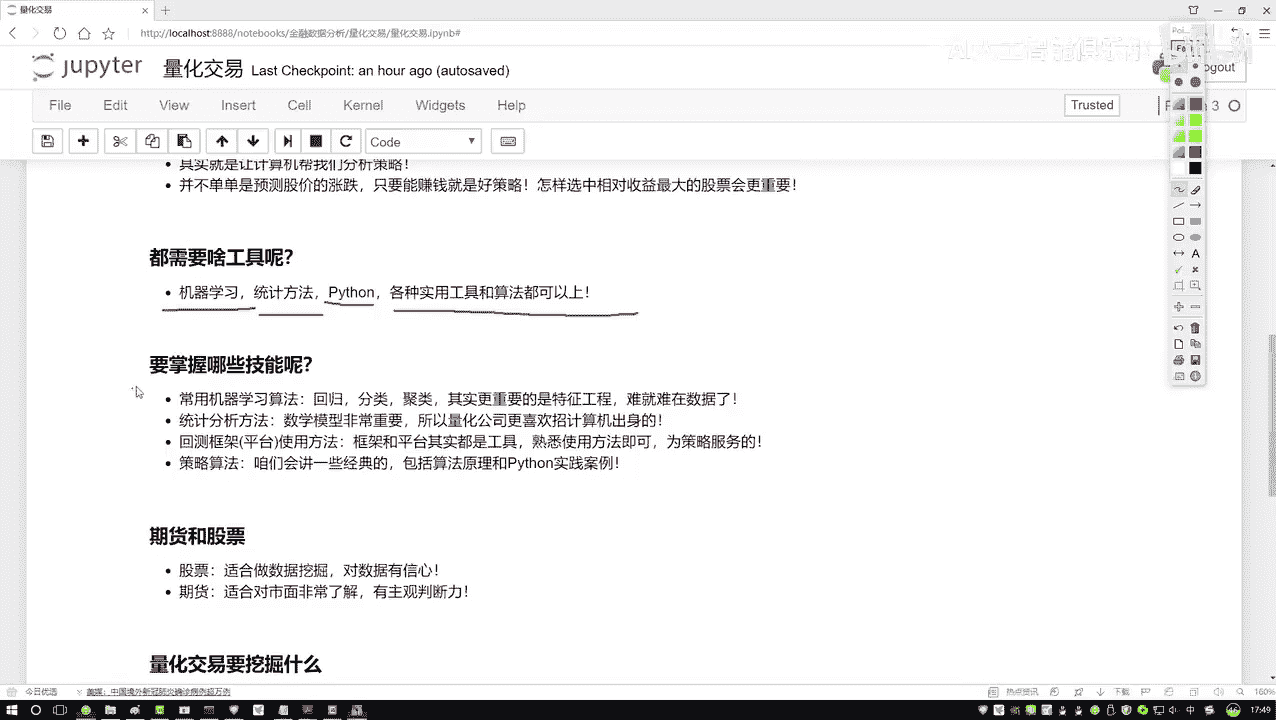 量化交易
http://localhost:8888/notebooks/金融数据分析/量化交易/量化交易.ipynb#
jupyter 量化交易 Last Checkpoint: an hour ago (autosaved)
Logout
File Edit View Insert Cell Kernel Widgets Help
Trusted
3
Code
其实就是让计算机帮我们分析策略！
并不单单是预测股价的涨跌，只要能赚钱就是好策略！怎样选中相对收益最大的股票会更重要！
都需要啥工具呢？
机器学习，统计方法，Python，各种实用工具和算法都可以上！
要掌握哪些技能呢？
常用机器学习算法：回归，分类，聚类，其实更重要的是特征工程，难就难在数据了！
统计分析方法：数学模型非常重要，所以量化公司更喜欢招计算机出身的！
回测框架(平台)使用方法：框架和平台其实都是工具，熟悉使用方法即可，为策略服务的！
策略算法：咱们会讲一些经典的，包括算法原理和Python实践案例！
期货和股票
股票：适合做数据挖掘，对数据有信心！
期货：适合对市面非常了解，有主观判断力！
量化交易要挖掘什么
今日优选
热点资讯
下载
160%
中
17:49